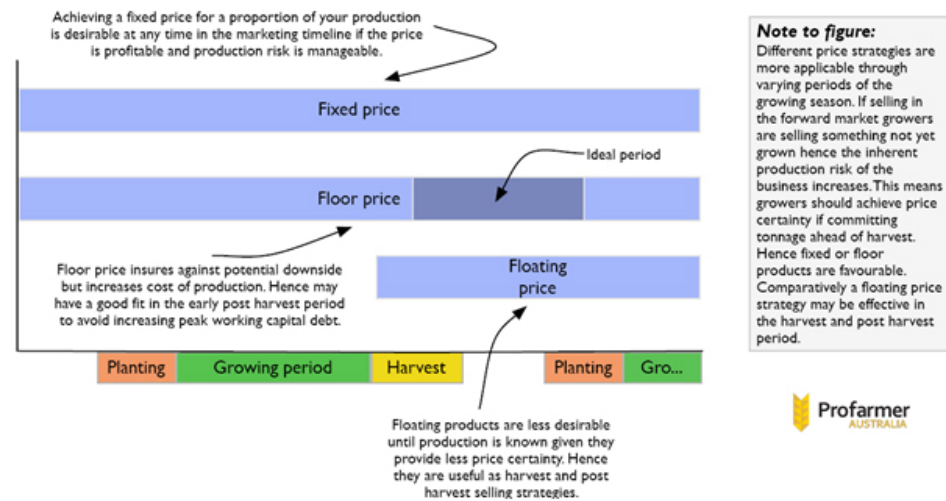 Achieving a fixed price for a proportion of your production
is desirable at any time in the marketing timeline if the price
is profitable and production risk is manageable.
Fixed price
Ideal period
Floor price
Floor price insures against potential downside
but increases cost of production. Hence may
have a good fit in the early post harvest period
to avoid increasing peak working capital debt.
Floating
price
Planting
Growing period
Harvest
Planting
Gro...
Floating products are less desirable
until production is known given they
provide less price certainty. Hence
they are useful as harvest and post
harvest selling strategies.
Note to figure:
Different price strategies are
more applicable through
varying periods of the
growing season. If selling in
the forward market growers
are selling something not yet
grown hence the inherent
production risk of the
business increases. This means
growers should achieve price
certainty if committing
tonnage ahead of harvest.
Hence fixed or floor
products are favourable.
Comparatively a floating price
strategy may be effective in
the harvest and post harvest
period.
Profarmer
AUSTRALIA